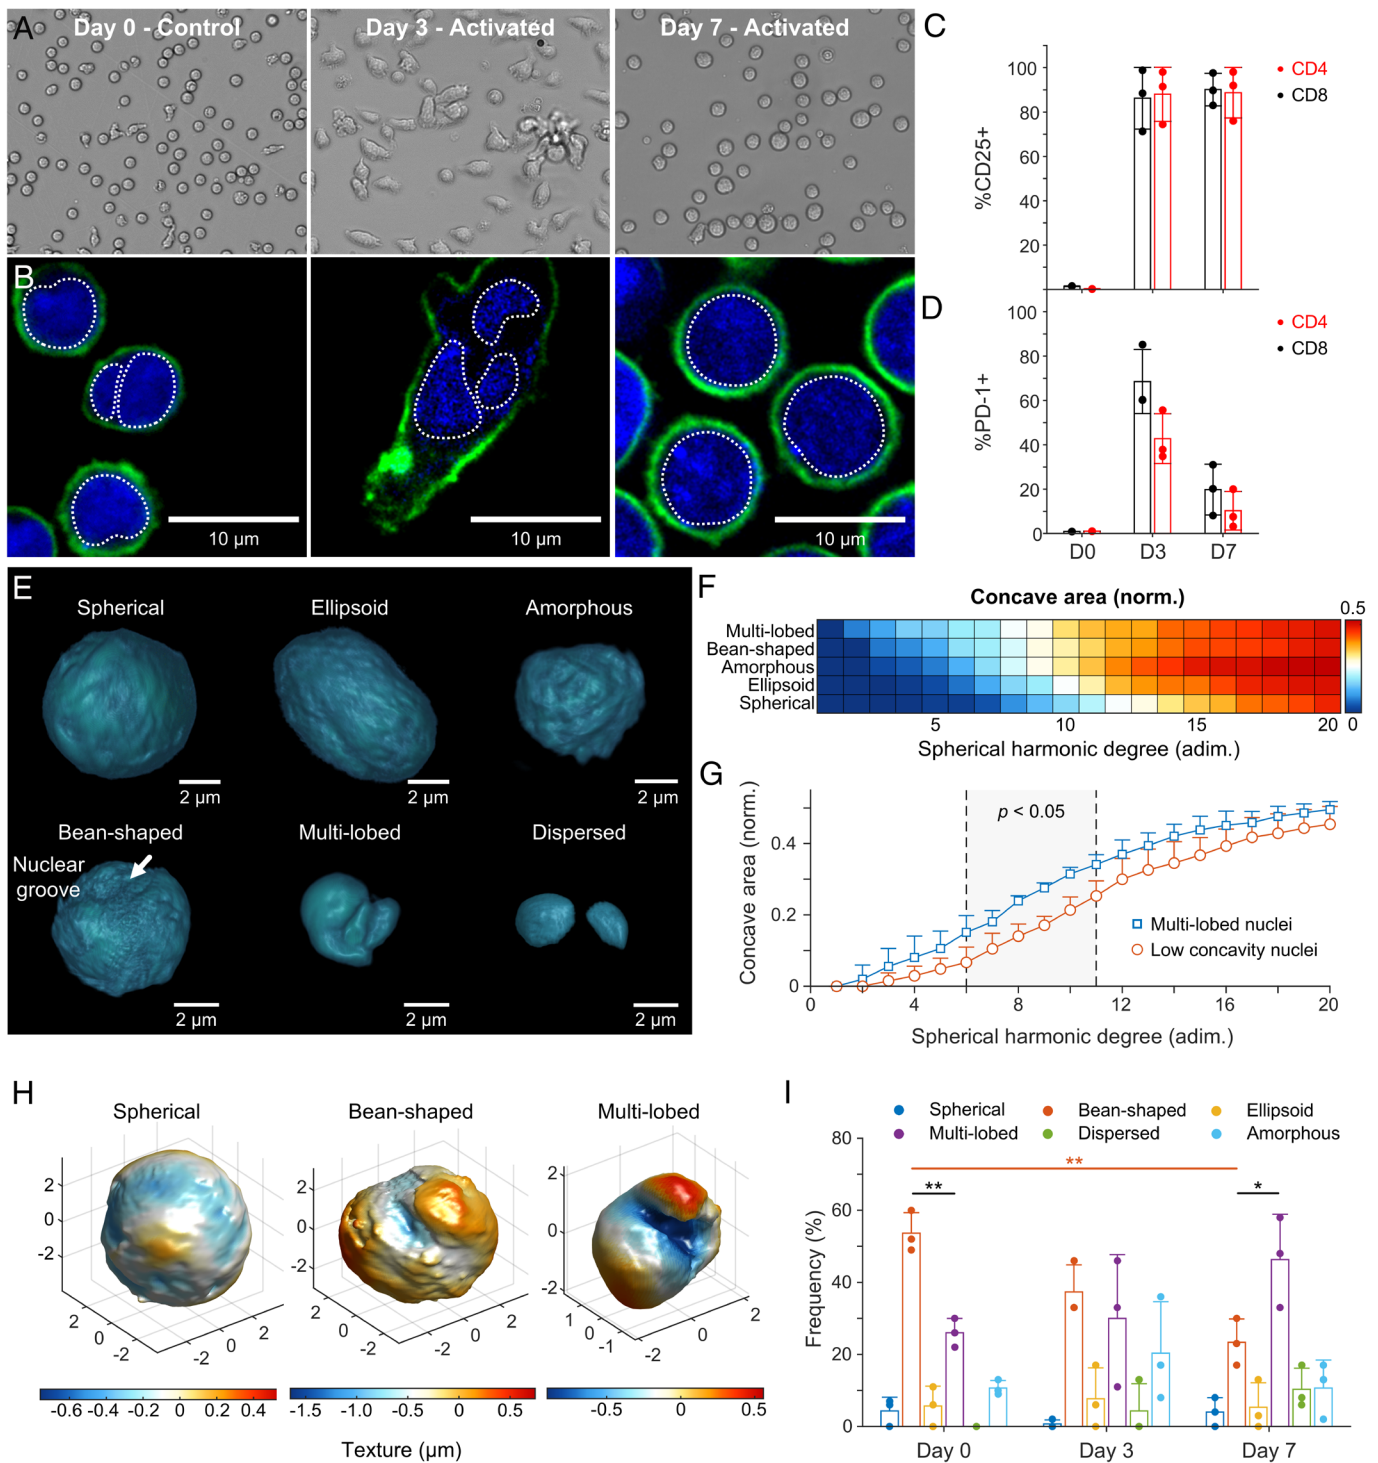 A
Day 0 - Control
Day 3 - Activated
Day 7 - Activated
B
10 µm
10 µm
10 µm
C
100
80
60
40
20
%CD25+
CD4
CD8
D
100
80
60
40
20
0
%PD-1+
CD4
CD8
D0
D3
D7
E
Spherical
Ellipsoid
Amorphous
2 µm
2 µm
2 µm
Bean-shaped
Multi-lobed
Dispersed
Nuclear
groove
2 µm
2 µm
2 µm
F
Concave area (norm.)
0.5
Multi-lobed
Bean-shaped
Amorphous
Ellipsoid
Spherical
5
10
15
20
0
Spherical harmonic degree (adim.)
G
Concave area (norm.)
0.4
0.2
0
p < 0.05
Multi-lobed nuclei
Low concavity nuclei
0
4
8
12
16
20
Spherical harmonic degree (adim.)
H
Spherical
Bean-shaped
Multi-lobed
2
0
-2
2
0
-2
-2
0
2
2
0
-2
2
0
-2
-2
0
2
2
0
-2
1
0
-1
-2
0
2
-0.6 -0.4 -0.2 0 0.2 0.4
-1.5 -1.0 -0.5 0 0.5
-0.5 0 0.5
Texture (µm)
I
Spherical
Bean-shaped
Ellipsoid
Multi-lobed
Dispersed
Amorphous
80
60
40
20
0
Frequency (%)
**
**
*
Day 0
Day 3
Day 7